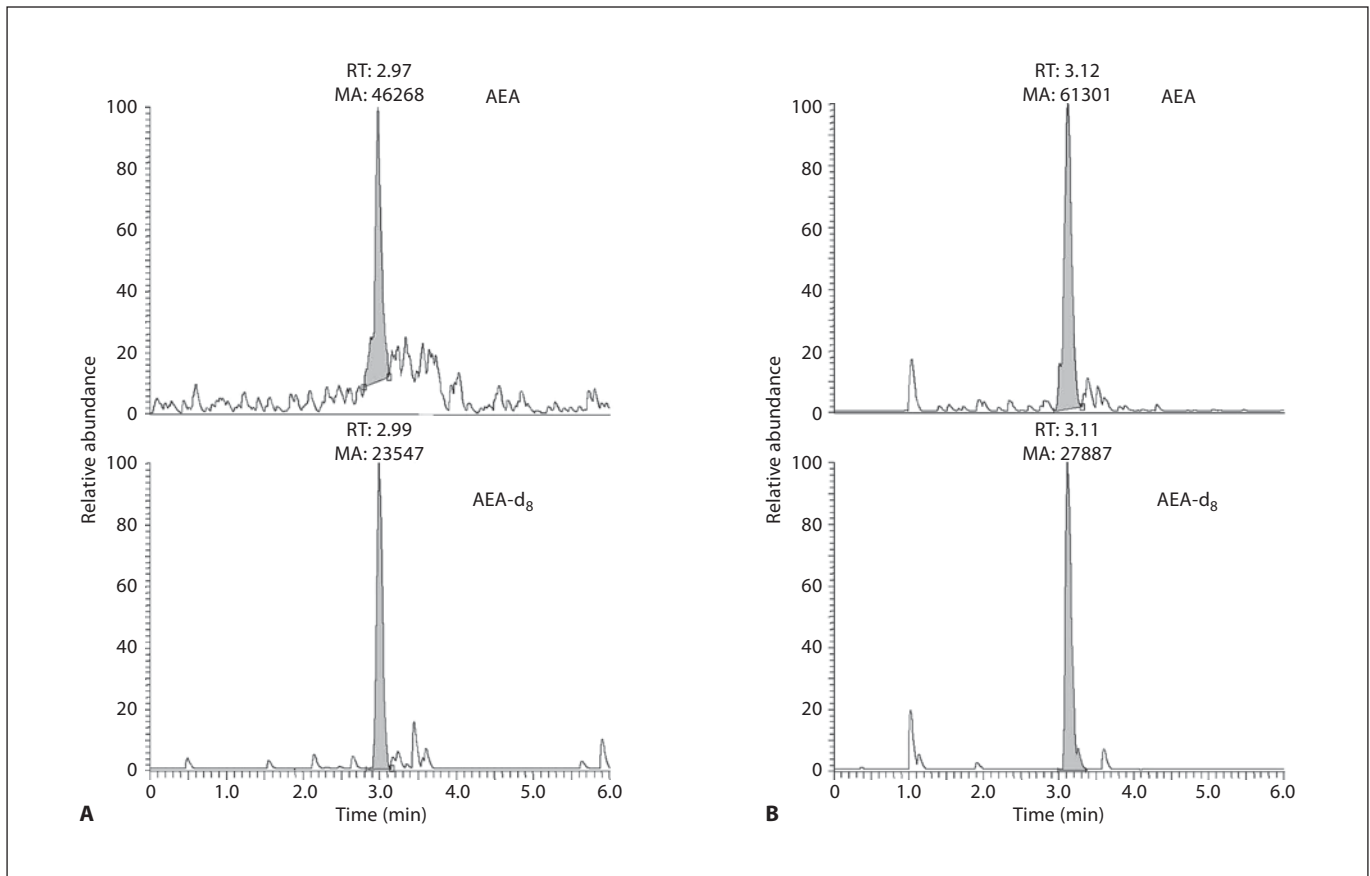 RT: 2.97
MA: 46268 AEA
100
80
60
40
20
0
Relative abundance
RT: 2.99
MA: 23547
100
AEA-d8
80
60
40
20
0
0 1.0 2.0 3.0 4.0 5.0 6.0
A Time (min)
RT: 3.12
MA: 61301 AEA
100
80
60
40
20
0
Relative abundance
RT: 3.11
MA: 27887
100
AEA-d8
80
60
40
20
0
0 1.0 2.0 3.0 4.0 5.0 6.0
B Time (min)